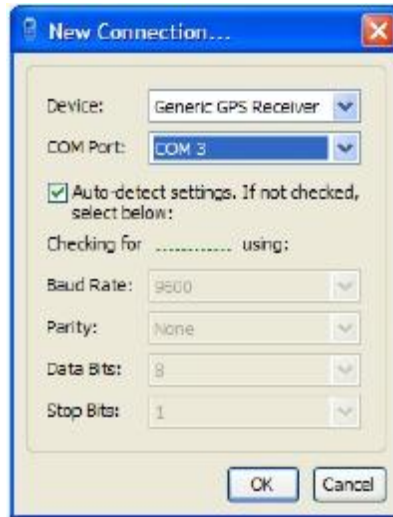 New Connection...
Device: Generic GPS Receiver
COM Port: COM 3
Auto-detect settings. If not checked,
select below:
Checking for ............. using:
Baud Rate: 9600
Parity: None
Data Bits: 8
Stop Bits: 1
OK Cancel